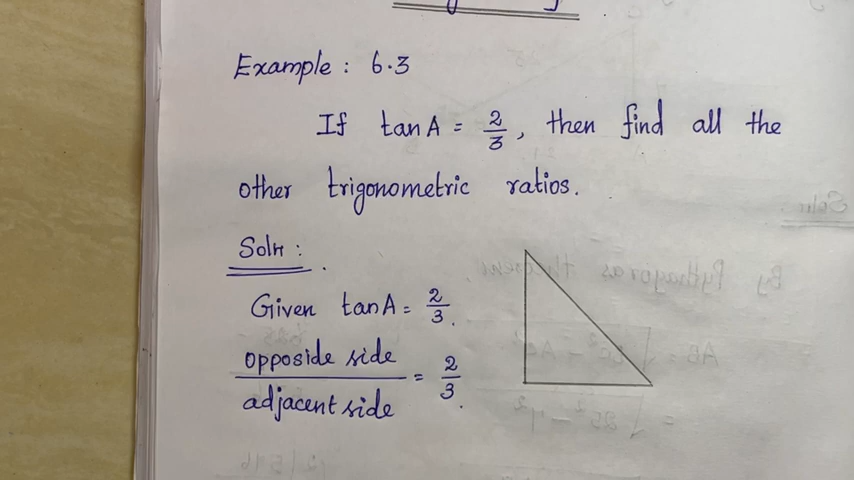 Example : 6.3
If tan A = 2/3, then find all the
other trigonometric ratios.
Soln :
Given tan A = 2/3.
opposide side / adjacent side = 2/3.